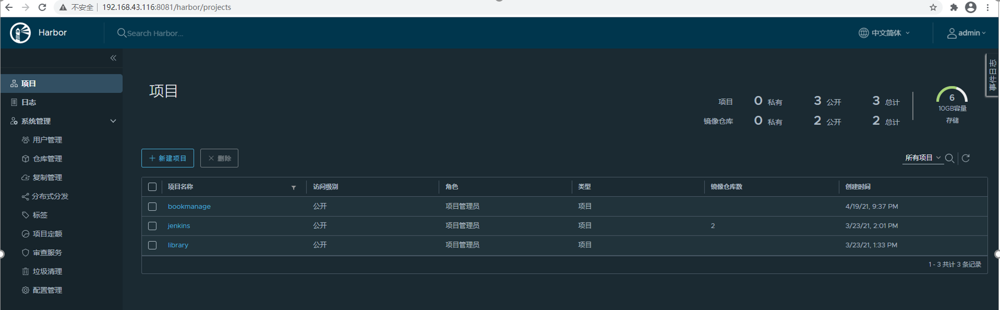 不安全 192.168.43.116:8081/harbor/projects
Harbor
Search Harbor...
中文简体
admin
事件日志
项目
日志
系统管理
用户管理
仓库管理
复制管理
分布式分发
标签
项目定额
审查服务
垃圾清理
配置管理
项目
项目 0 私有 3 公开 3 总计
镜像仓库 0 私有 2 公开 2 总计
6
10GB容量
存储
新建项目 删除
所有项目
项目名称 访问级别 角色 类型 镜像仓库数 创建时间
bookmanage 公开 项目管理员 项目 4/19/21, 9:37 PM
jenkins 公开 项目管理员 项目 2 3/23/21, 2:01 PM
library 公开 项目管理员 项目 3/23/21, 1:33 PM
1 - 3 共计 3 条记录